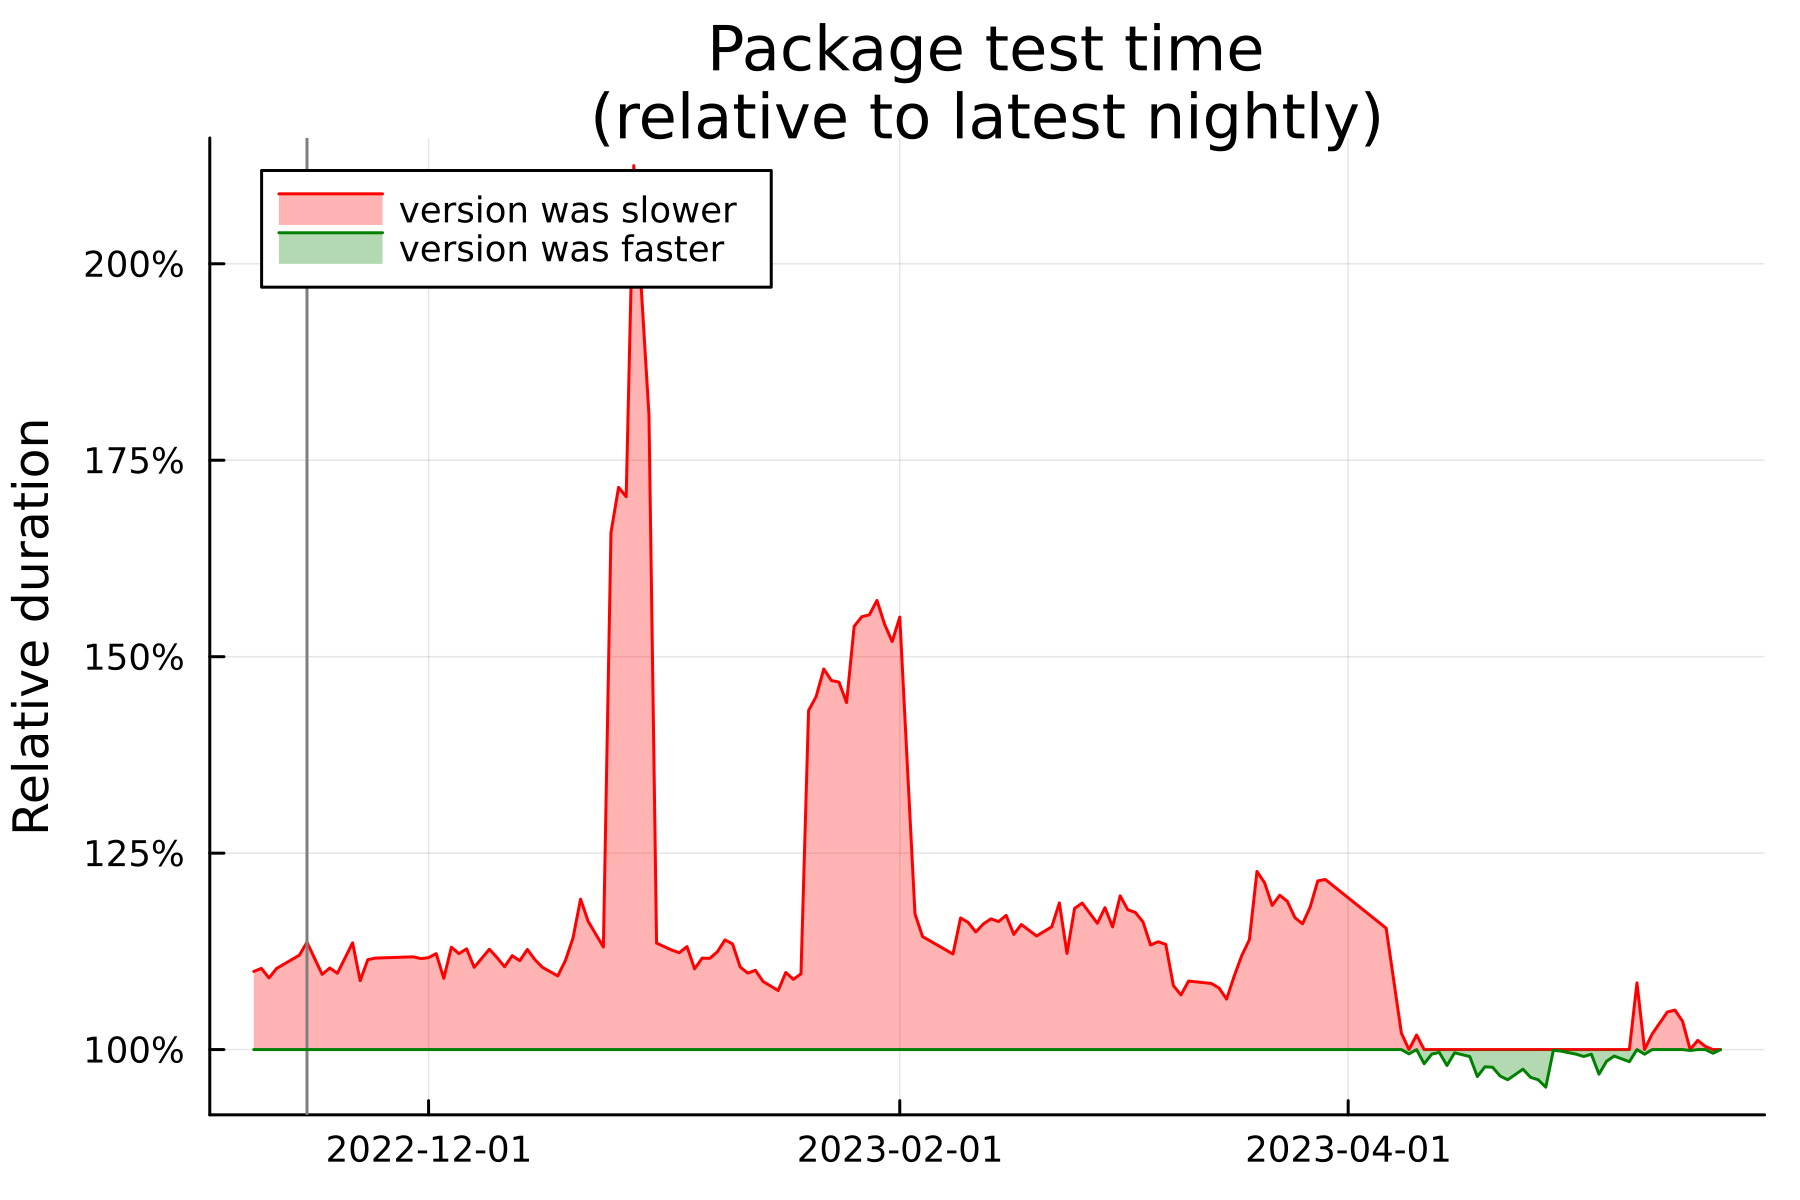 Package test time
(relative to latest nightly)
version was slower
version was faster
200%
175%
150%
125%
100%
Relative duration
2022-12-01
2023-02-01
2023-04-01